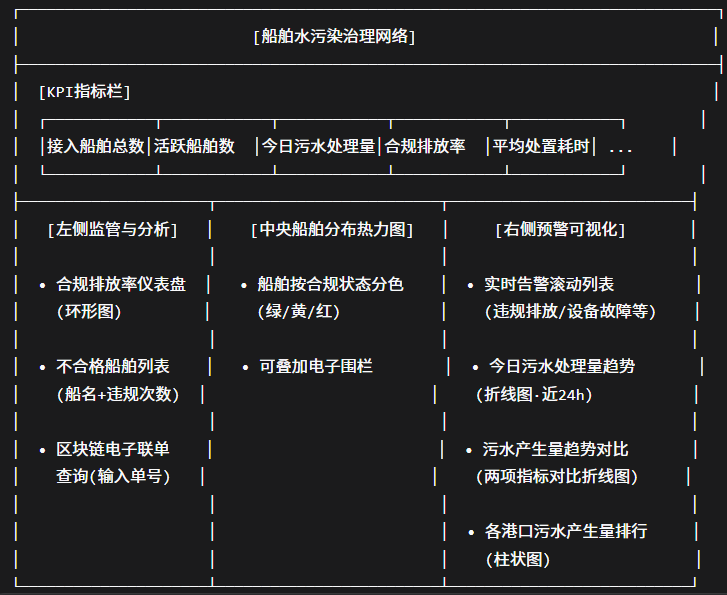 [船舶水污染治理网络]
[KPI指标栏]
接入船舶总数 活跃船舶数 今日污水处理量 合规排放率 平均处置耗时 ...
[左侧监管与分析] [中央船舶分布热力图] [右侧预警可视化]
• 合规排放率仪表盘 • 船舶按合规状态分色 • 实时告警滚动列表
(环形图) (绿/黄/红) (违规排放/设备故障等)
• 不合格船舶列表 • 可叠加电子围栏 • 今日污水处理量趋势
(船名+违规次数) (折线图·近24h)
• 区块链电子联单 • 污水产生量趋势对比
查询(输入单号) (两项指标对比折线图)
• 各港口污水产生量排行
(柱状图)